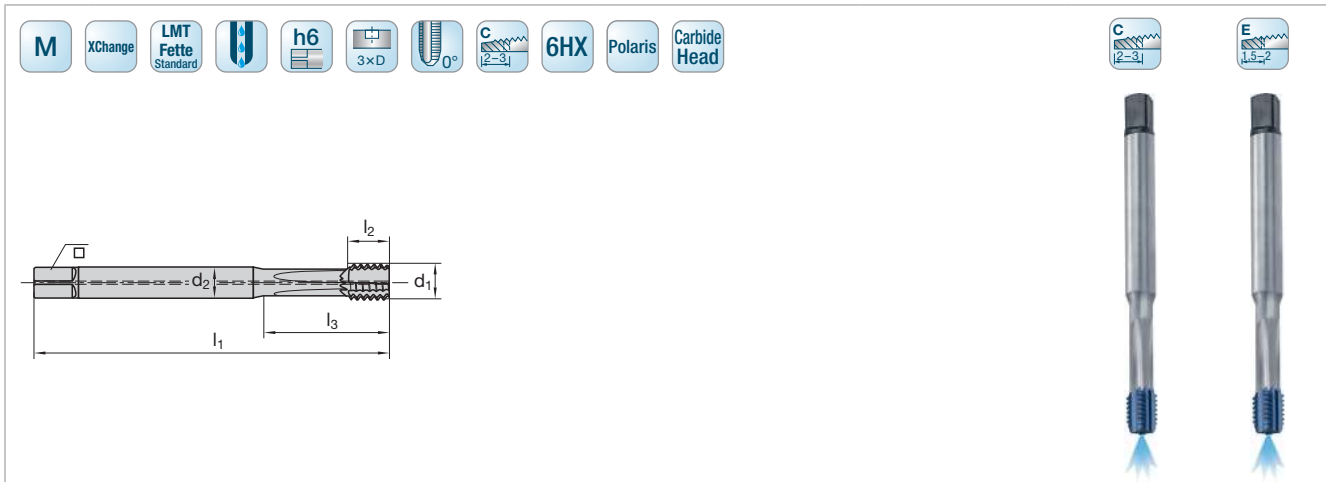 M
XChange
LMT
Fette
Standard
h6
3×D
0°
C
2–3
6HX
Polaris
Carbide
Head
C
2–3
E
1,5–2
l2
d2
d1
l3
l1